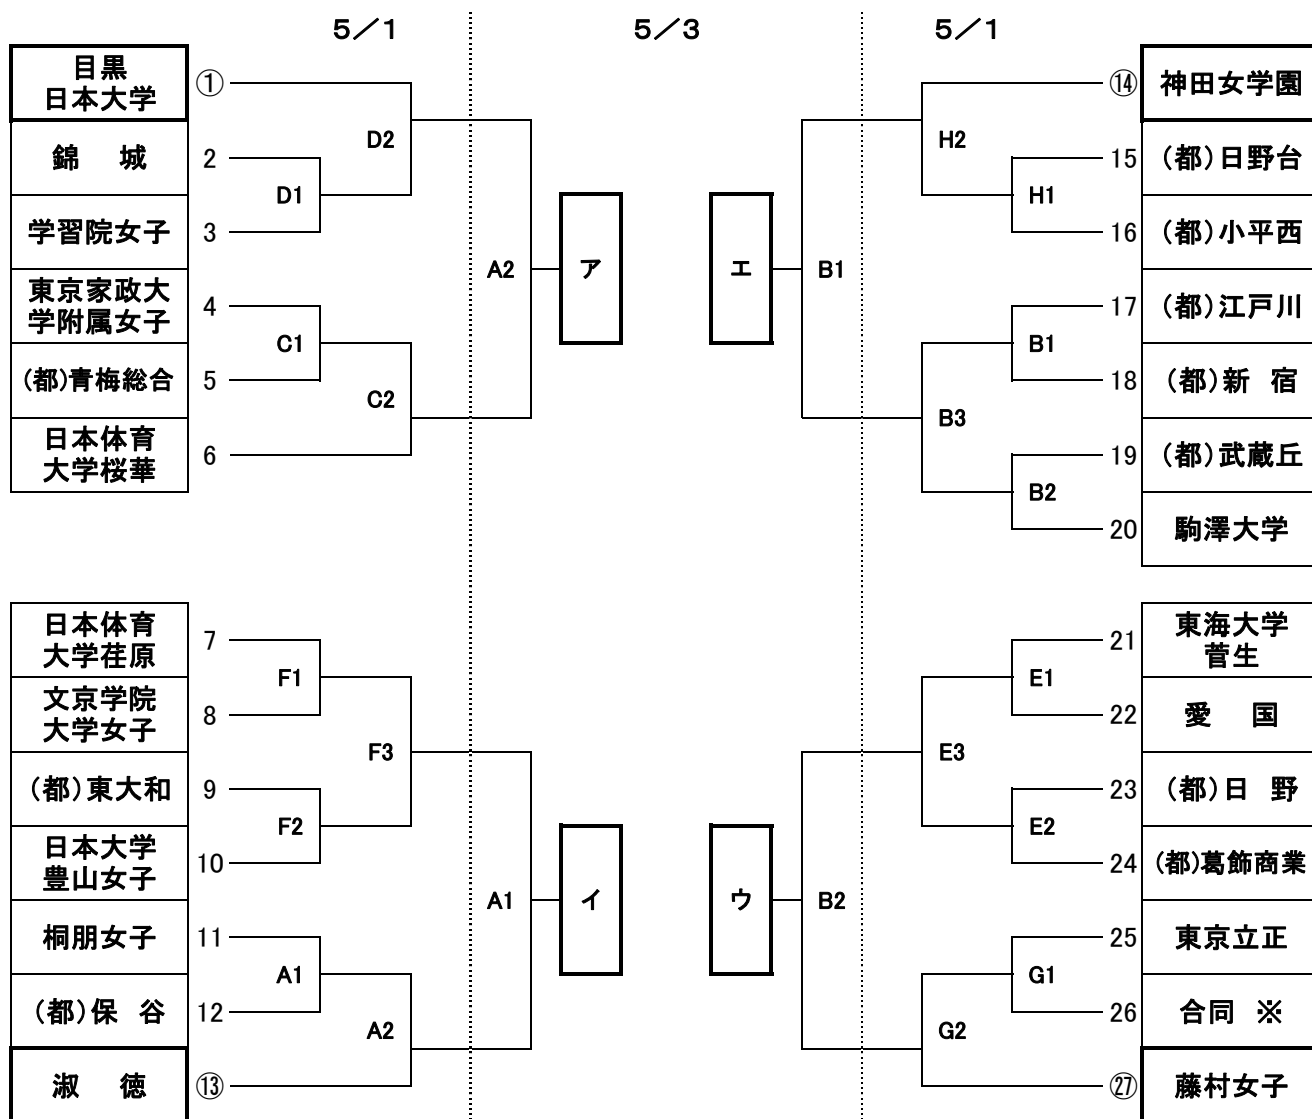 5／1
5／3
5／1
目黒
日本大学
①
錦　城
2
学習院女子
3
東京家政大
学附属女子
4
（都）青梅総合
5
日本体育
大学桜華
6
D2
D1
C1
C2
A2
ア
エ
B1
⑭
神田女学園
15
（都）日野台
16
（都）小平西
17
（都）江戸川
18
（都）新　宿
19
（都）武蔵丘
20
駒澤大学
H2
H1
B1
B3
B2
日本体育
大学荏原
7
文京学院
大学女子
8
（都）東大和
9
日本大学
豊山女子
10
桐朋女子
11
（都）保　谷
12
淑　徳
⑬
F1
F3
F2
A1
A2
A1
イ
ウ
B2
21
東海大学
菅生
22
愛　国
23
（都）日　野
24
（都）葛飾商業
25
東京立正
26
合同 ※
㉗
藤村女子
E1
E3
E2
G1
G2